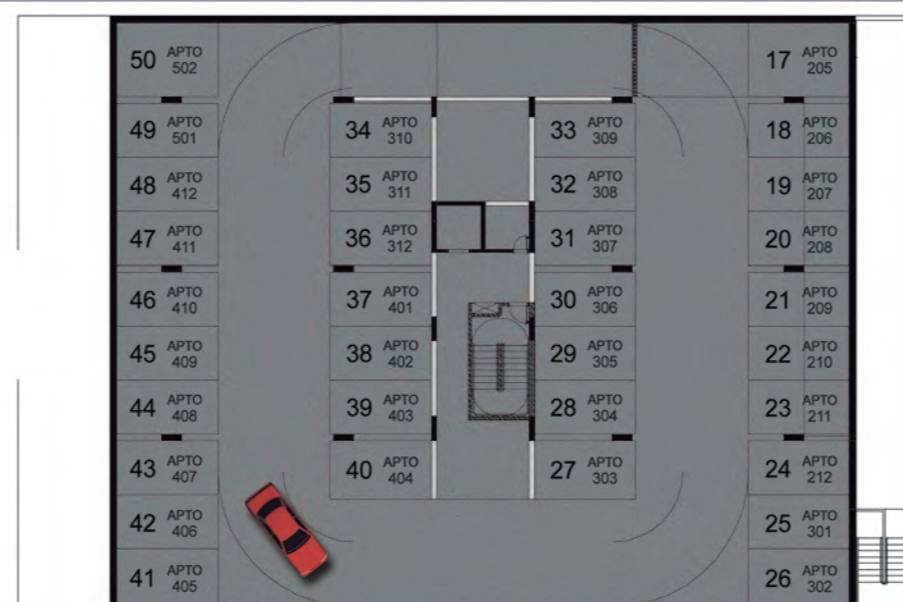 50 APTO
502
49 APTO
501
48 APTO
412
47 APTO
411
46 APTO
410
45 APTO
409
44 APTO
408
43 APTO
407
42 APTO
406
41 APTO
405
34 APTO
310
35 APTO
311
36 APTO
312
37 APTO
401
38 APTO
402
39 APTO
403
40 APTO
404
33 APTO
309
32 APTO
308
31 APTO
307
30 APTO
306
29 APTO
305
28 APTO
304
27 APTO
303
17 APTO
205
18 APTO
206
19 APTO
207
20 APTO
208
21 APTO
209
22 APTO
210
23 APTO
211
24 APTO
212
25 APTO
301
26 APTO
302